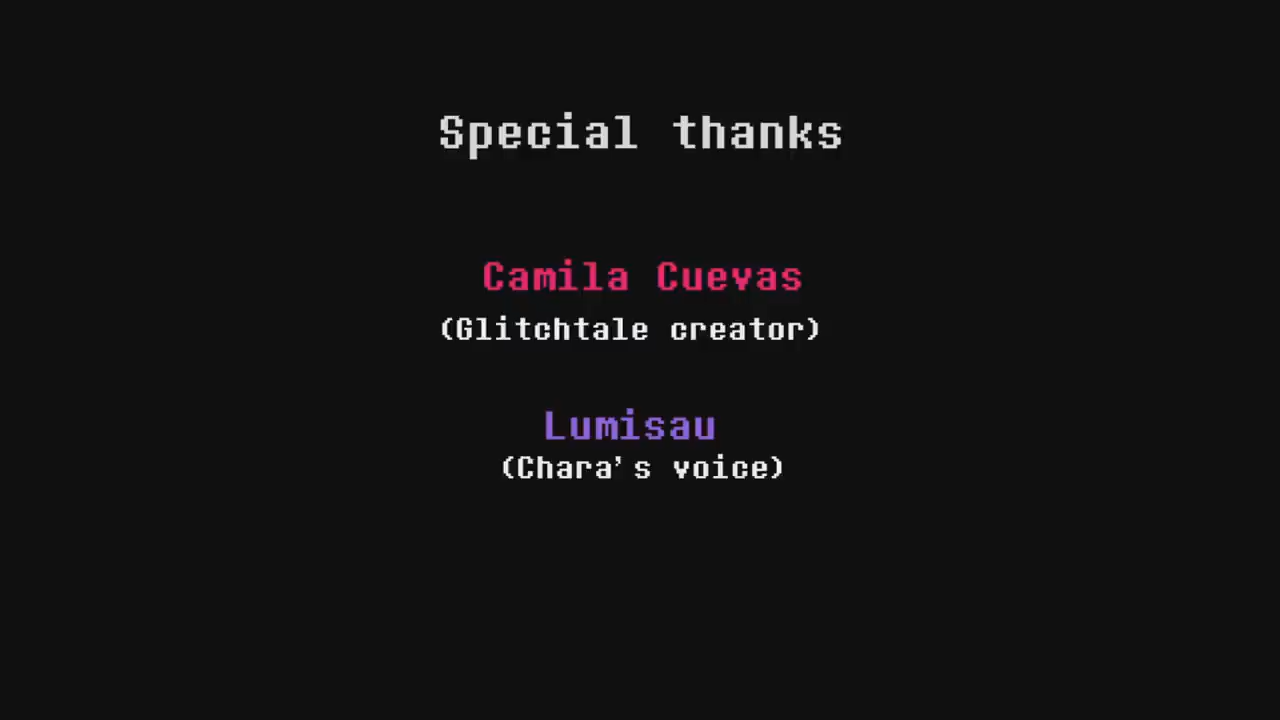 Special thanks
Camila Cuevas
(Glitchtale creator)
Lumisau
(Chara's voice)